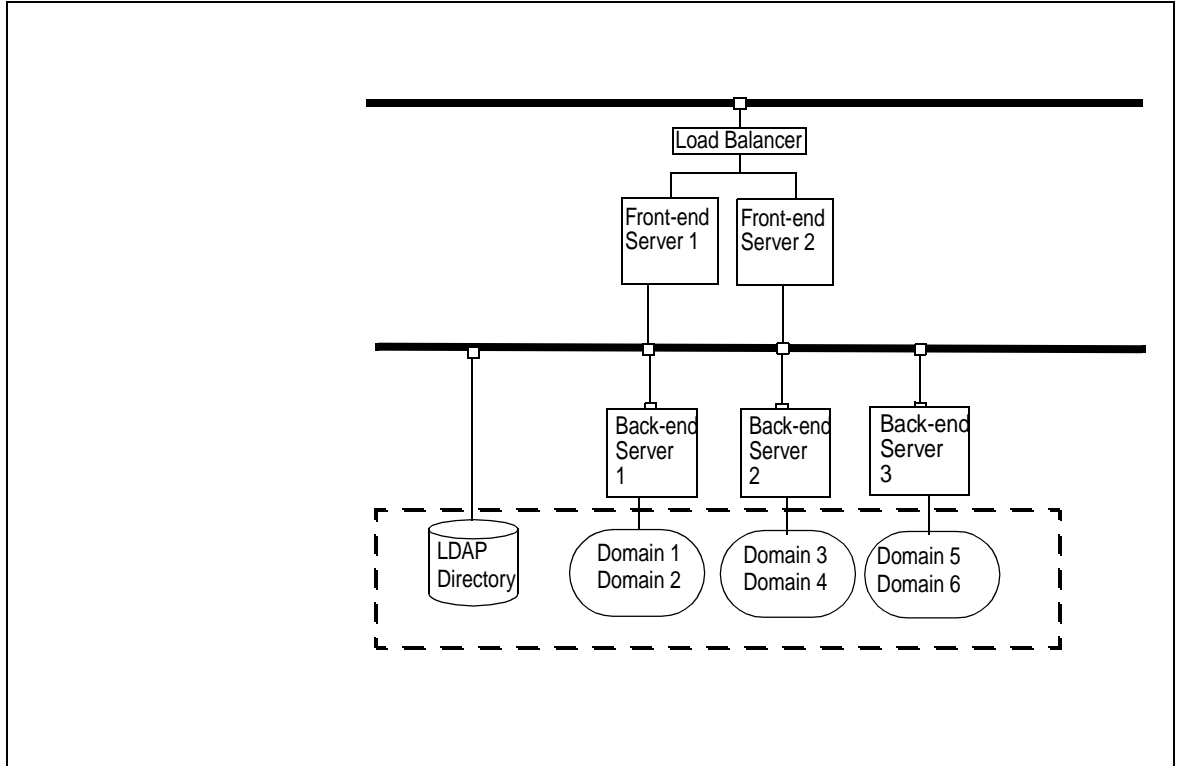 Load Balancer
Front-end
Server 1
Front-end
Server 2
Back-end
Server
1
Back-end
Server
2
Back-end
Server
3
LDAP
Directory
Domain 1
Domain 2
Domain 3
Domain 4
Domain 5
Domain 6